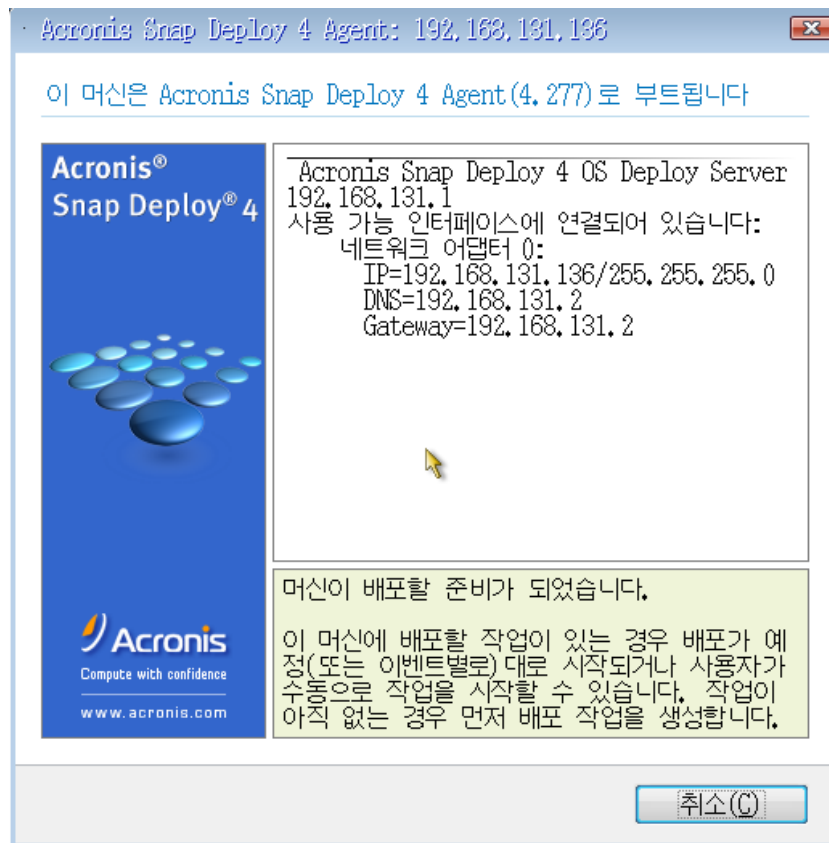 Acronis Snap Deploy 4 Agent: 192.168.131.136
이 머신은 Acronis Snap Deploy 4 Agent(4.277)로 부트됩니다
Acronis®
Snap Deploy® 4
Acronis
Compute with confidence
www.acronis.com
Acronis Snap Deploy 4 OS Deploy Server
192.168.131.1
사용 가능 인터페이스에 연결되어 있습니다:
네트워크 어댑터 0:
IP=192.168.131.136/255.255.255.0
DNS=192.168.131.2
Gateway=192.168.131.2
머신이 배포할 준비가 되었습니다.
이 머신에 배포할 작업이 있는 경우 배포가 예
정(또는 이벤트별로)대로 시작되거나 사용자가
수동으로 작업을 시작할 수 있습니다. 작업이
아직 없는 경우 먼저 배포 작업을 생성합니다.
취소(C)